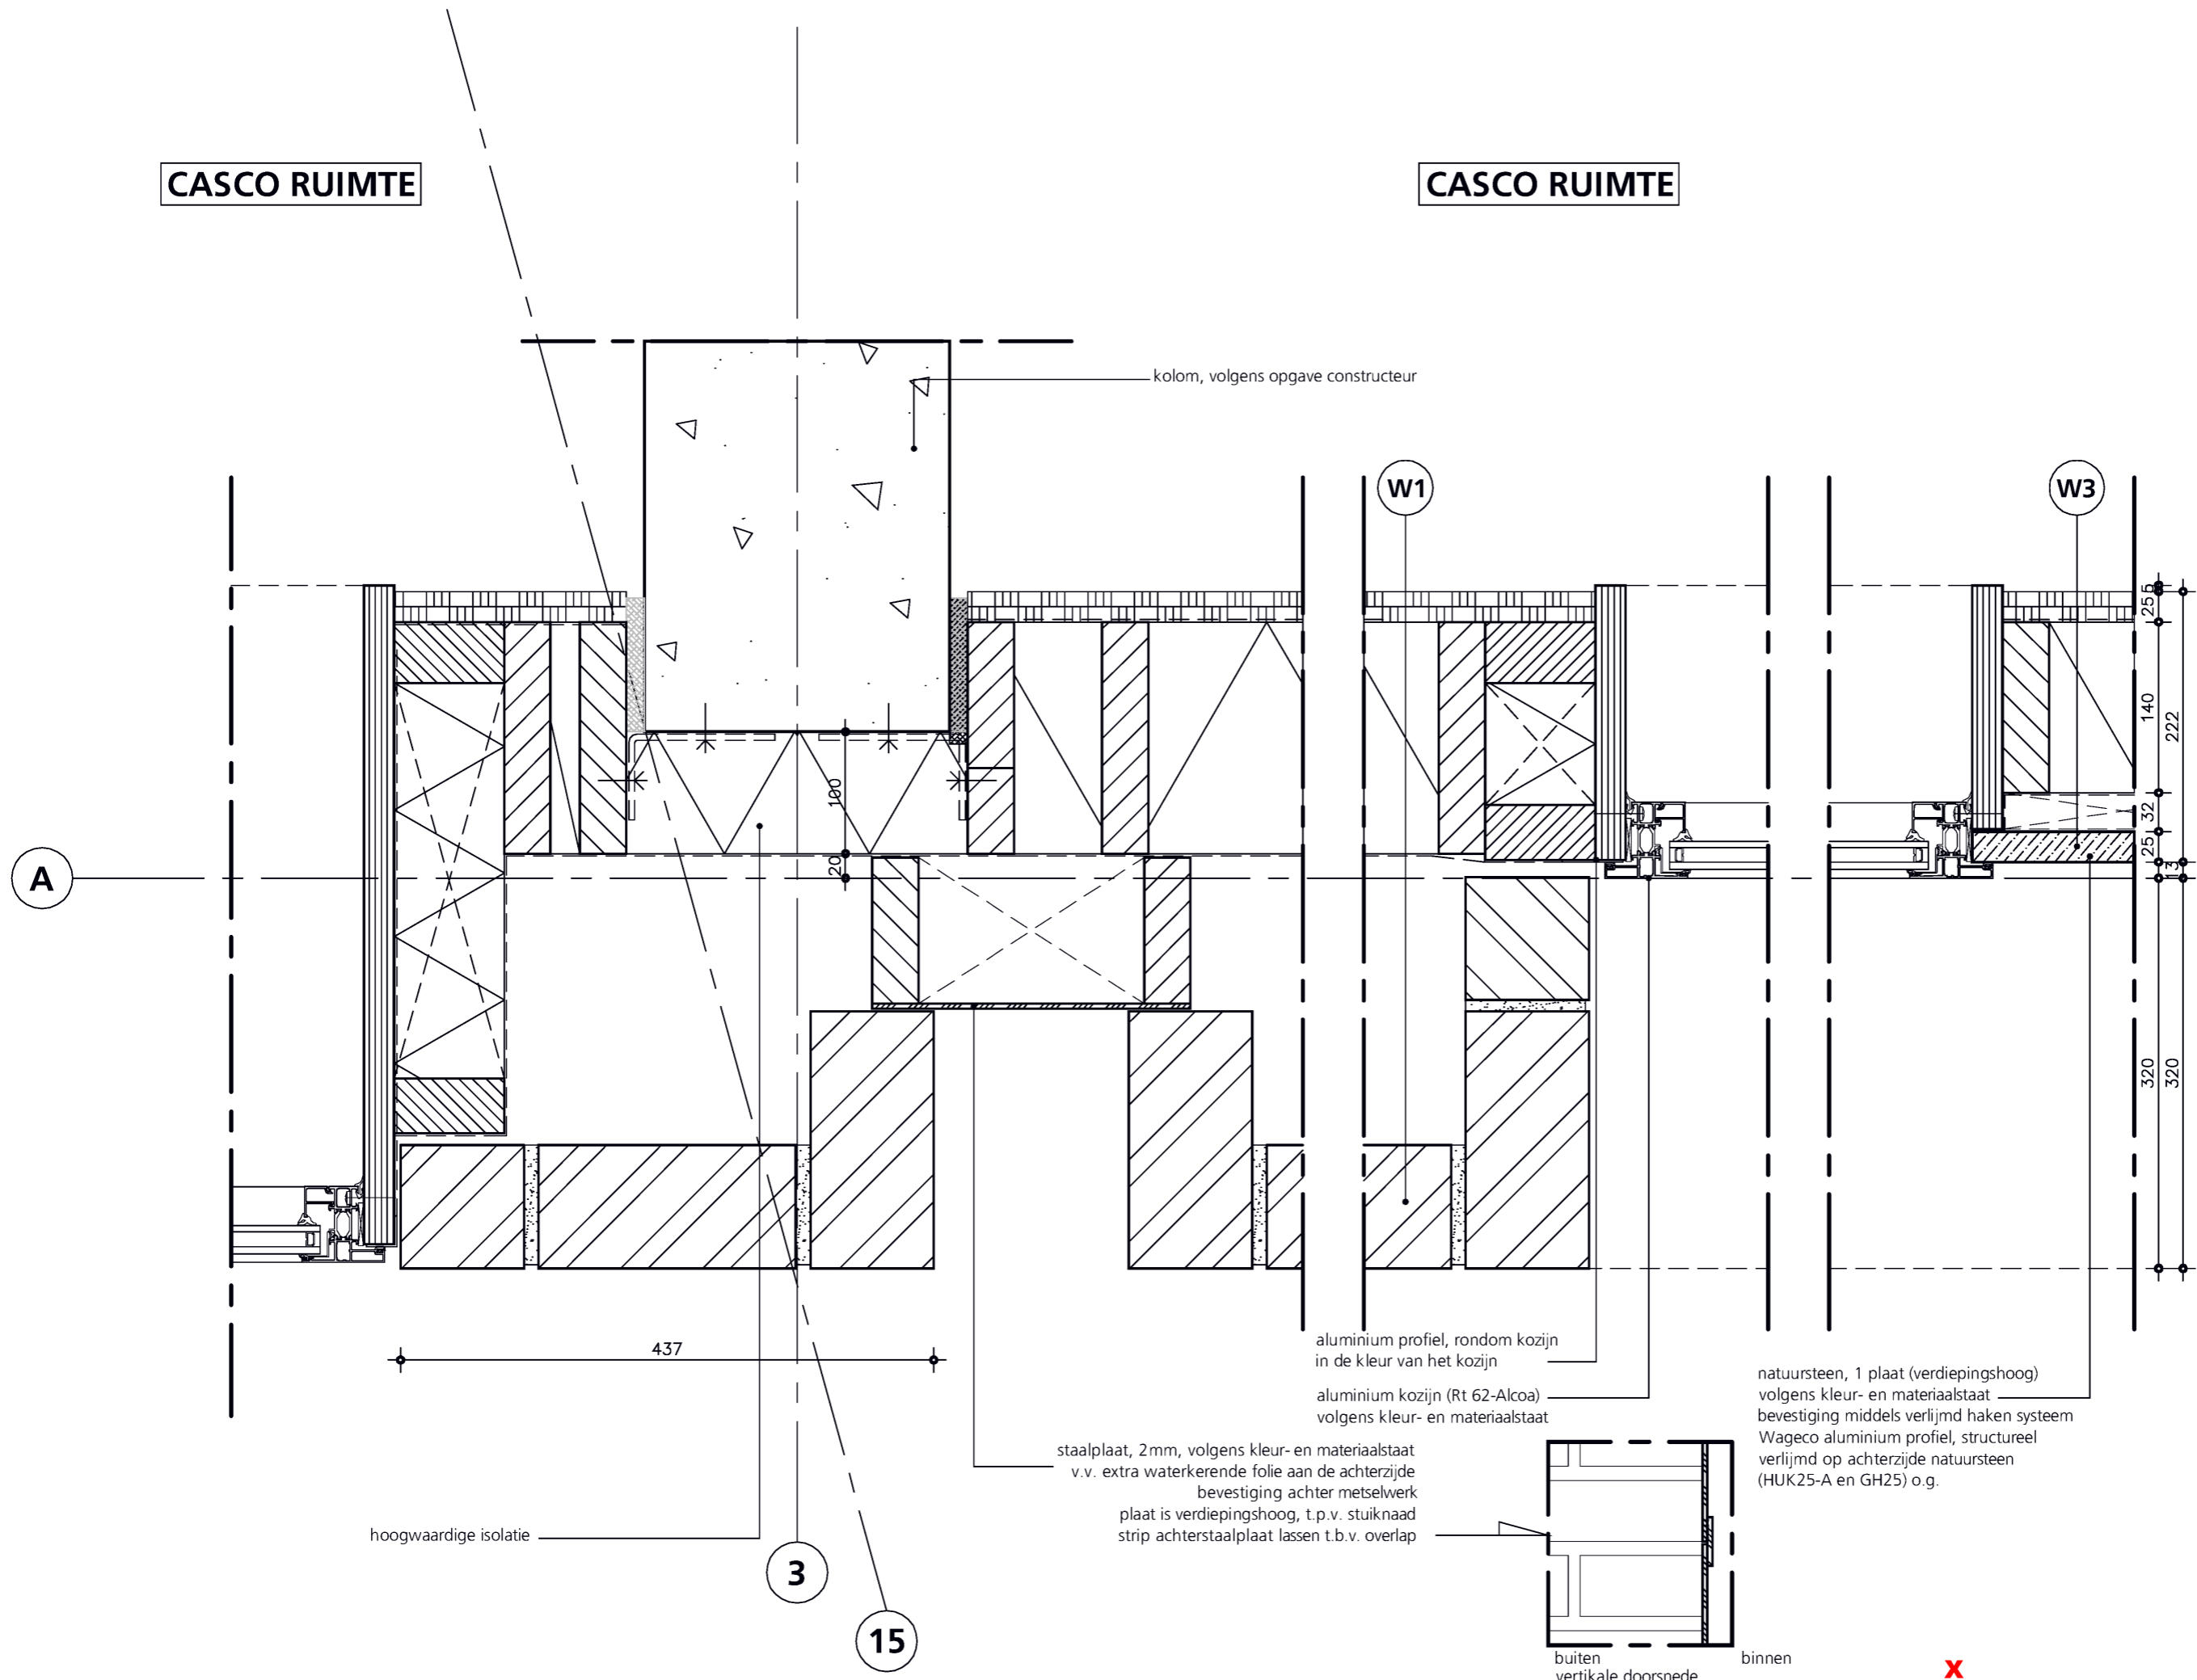 CASCO RUIMTE
CASCO RUIMTE
kolom, volgens opgave constructeur
W1
W3
5
25
140
222
32
25
13
320
320
100
20
A
437
aluminium profiel, rondom kozijn
in de kleur van het kozijn
aluminium kozijn (Rt 62-Alcoa)
volgens kleur- en materiaalstaat
natuursteen, 1 plaat (verdiepingshoog)
volgens kleur- en materiaalstaat
bevestiging middels verlijmd haken systeem
Wageco aluminium profiel, structureel
verlijmd op achterzijde natuursteen
(HUK25-A en GH25) o.g.
staalplaat, 2mm, volgens kleur- en materiaalstaat
v.v. extra waterkerende folie aan de achterzijde
bevestiging achter metselwerk
plaat is verdiepingshoog, t.p.v. stuiknaad
strip achterstaalplaat lassen t.b.v. overlap
hoogwaardige isolatie
3
15
buiten
binnen
vertikale doorsnede
x